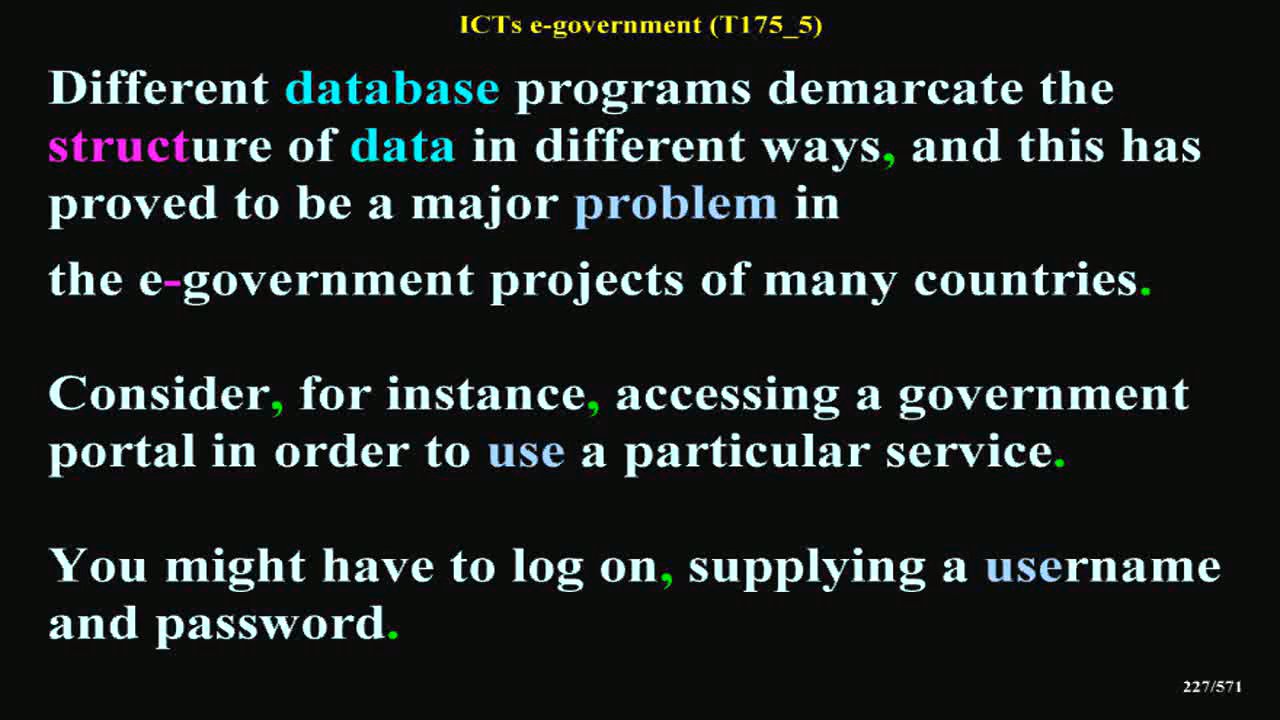 ICTs e-government (T175_5)
Different database programs demarcate the
structure of data in different ways, and this has
proved to be a major problem in
the e-government projects of many countries.
Consider, for instance, accessing a government
portal in order to use a particular service.
You might have to log on, supplying a username
and password.
227/571